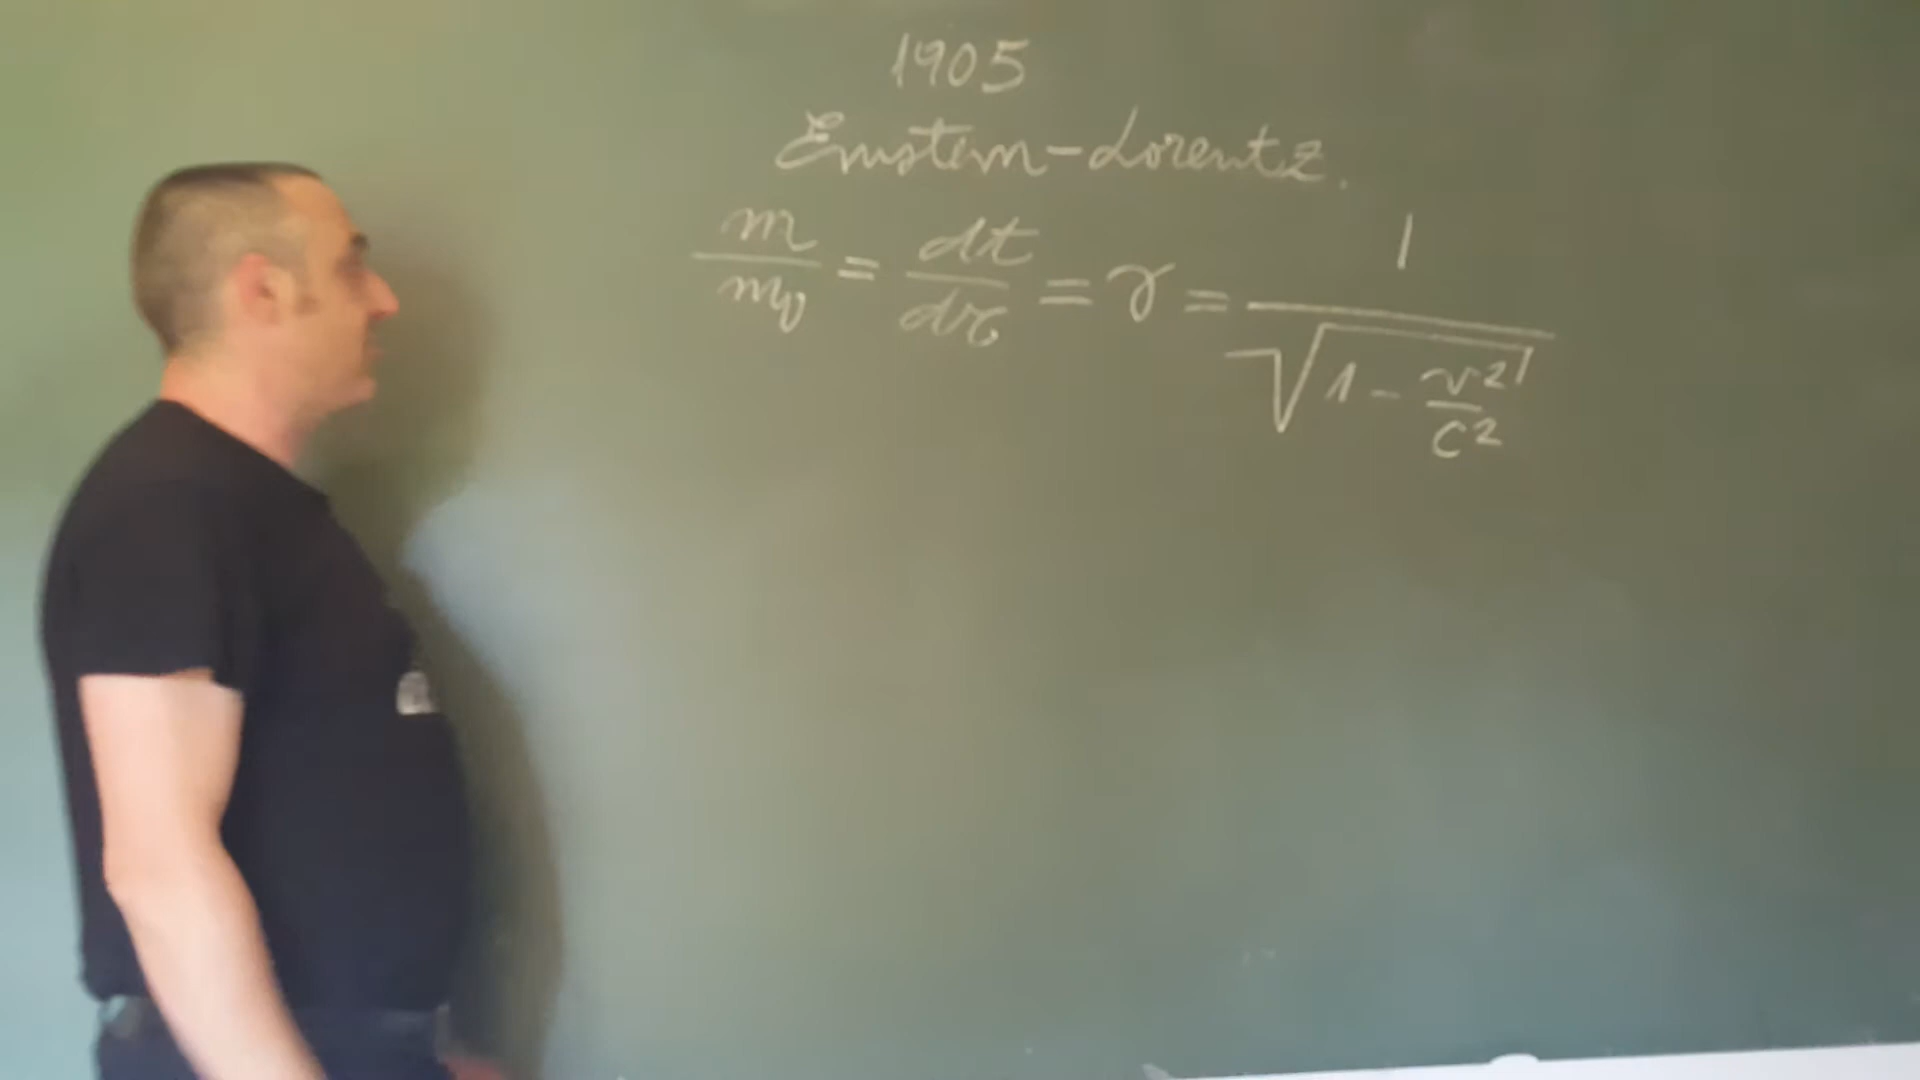 1905
Einstein-Lorentz.
m/m₀ = dt/dτ = γ = 1/√(1 - v²/c²)